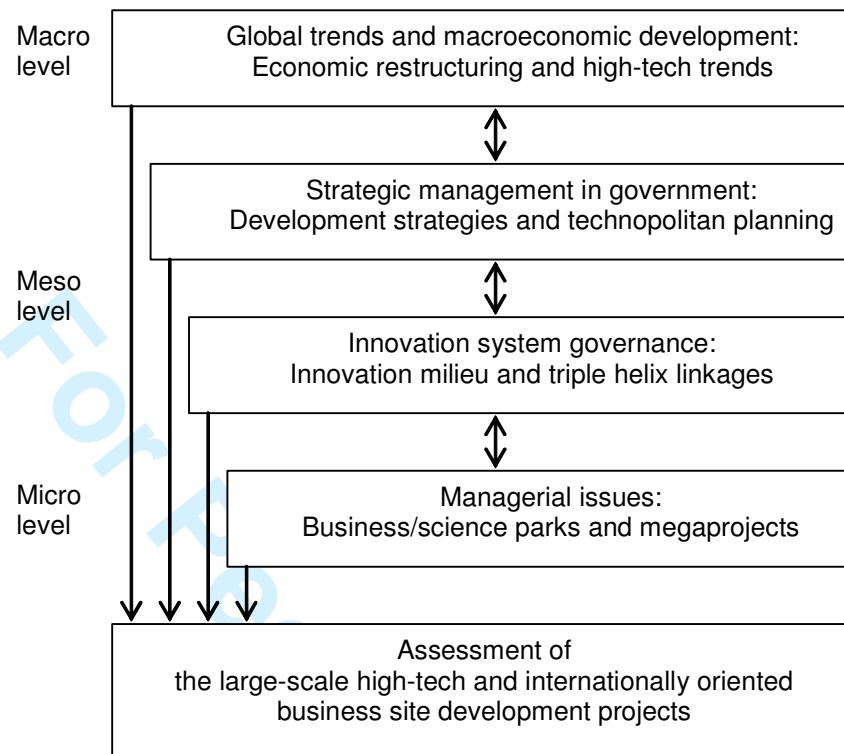 Macro
level
Global trends and macroeconomic development:
Economic restructuring and high-tech trends
Strategic management in government:
Development strategies and technopolitan planning
Meso
level
Innovation system governance:
Innovation milieu and triple helix linkages
Micro
level
Managerial issues:
Business/science parks and megaprojects
Assessment of
the large-scale high-tech and internationally oriented
business site development projects
For Pee